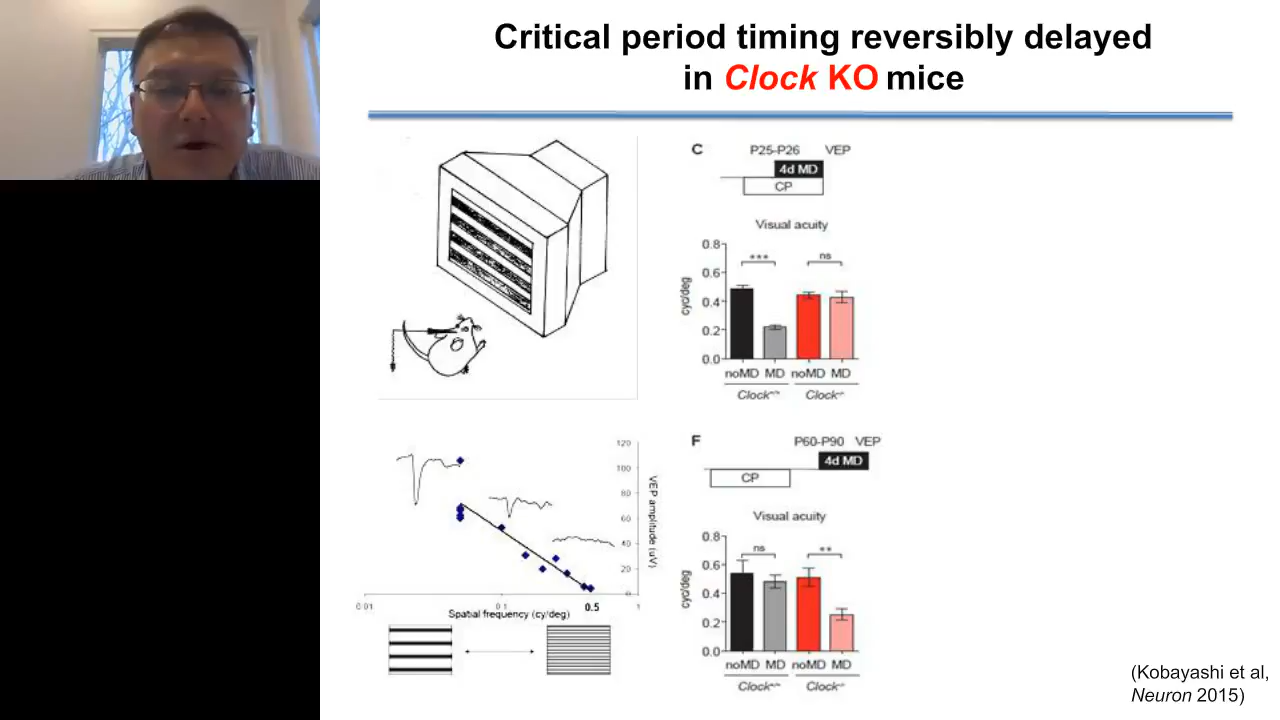 Critical period timing reversibly delayed
in Clock KO mice
C
P25-P26 VEP
4d MD
CP
Visual acuity
cyc/deg
0.8
0.6
0.4
0.2
0.0
***
ns
noMD MD noMD MD
Clock+/+ Clock-/-
F
P60-P90 VEP
4d MD
CP
Visual acuity
cyc/deg
0.8
0.6
0.4
0.2
0.0
ns
**
noMD MD noMD MD
Clock+/+ Clock-/-
120
100
80
60
40
20
0
VEP amplitude (uV)
0.01 0.1 0.5 1
Spatial frequency (cy/deg)
(Kobayashi et al,
Neuron 2015)